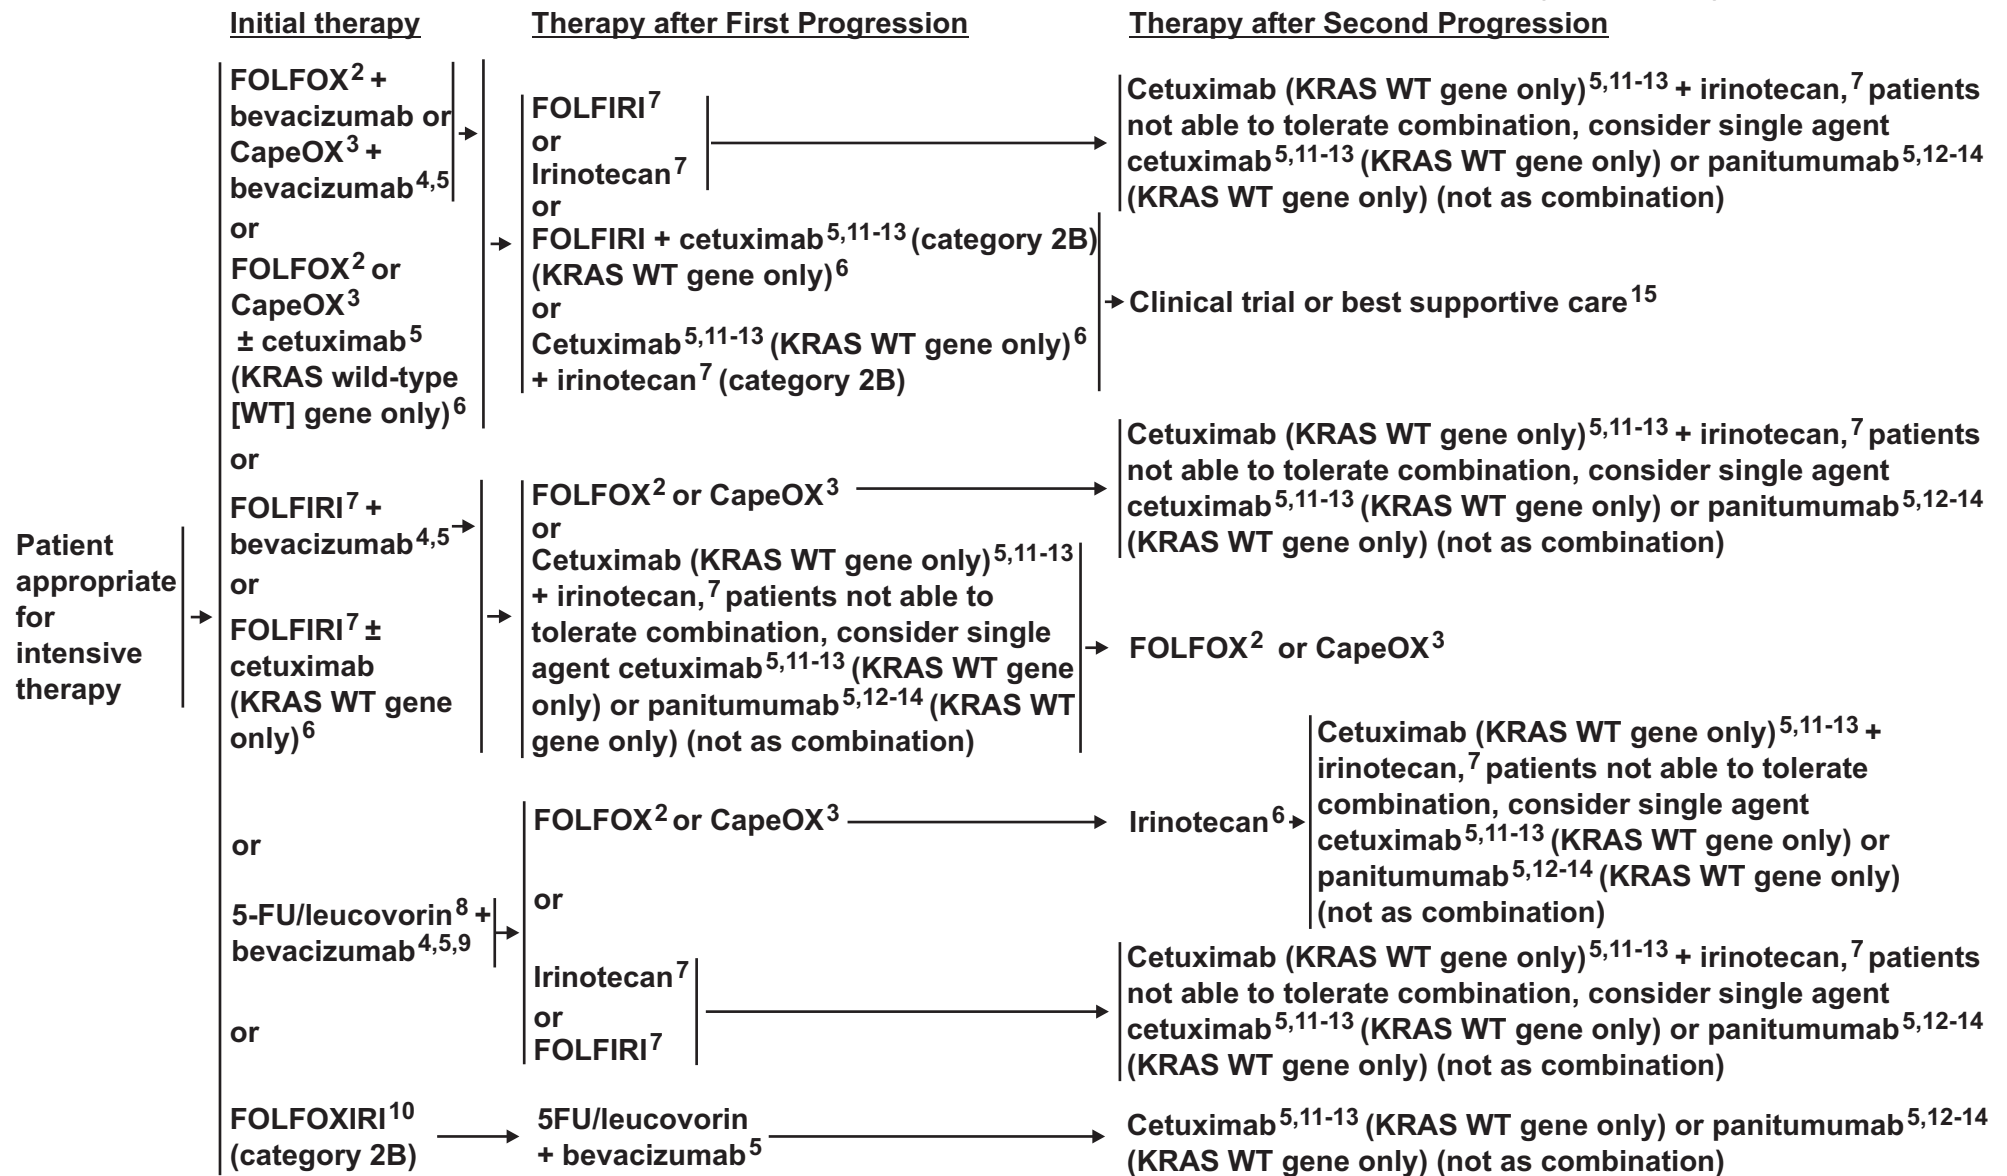 Initial therapy
Therapy after First Progression
Therapy after Second Progression
Patient
appropriate
for
intensive
therapy
FOLFOX2 +
bevacizumab or
CapeOX3 +
bevacizumab4,5
or
FOLFOX2 or
CapeOX3
± cetuximab5
(KRAS wild-type
[WT] gene only)6
or
FOLFIRI7 +
bevacizumab4,5
or
FOLFIRI7 ±
cetuximab
(KRAS WT gene
only)6
or
5-FU/leucovorin8 +
bevacizumab4,5,9
or
FOLFOXIRI10
(category 2B)
FOLFIRI7
or
Irinotecan7
or
FOLFIRI + cetuximab5,11-13 (category 2B)
(KRAS WT gene only)6
or
Cetuximab5,11-13 (KRAS WT gene only)6
+ irinotecan7 (category 2B)
FOLFOX2 or CapeOX3
or
Cetuximab (KRAS WT gene only)5,11-13
+ irinotecan,7 patients not able to
tolerate combination, consider single
agent cetuximab5,11-13 (KRAS WT gene
only) or panitumumab5,12-14 (KRAS WT
gene only) (not as combination)
FOLFOX2 or CapeOX3
or
Irinotecan7
or
FOLFIRI7
5FU/leucovorin
+ bevacizumab5
Cetuximab (KRAS WT gene only)5,11-13 + irinotecan,7 patients
not able to tolerate combination, consider single agent
cetuximab5,11-13 (KRAS WT gene only) or panitumumab5,12-14
(KRAS WT gene only) (not as combination)
Clinical trial or best supportive care15
Cetuximab (KRAS WT gene only)5,11-13 + irinotecan,7 patients
not able to tolerate combination, consider single agent
cetuximab5,11-13 (KRAS WT gene only) or panitumumab5,12-14
(KRAS WT gene only) (not as combination)
FOLFOX2 or CapeOX3
Irinotecan6
Cetuximab (KRAS WT gene only)5,11-13 +
irinotecan,7 patients not able to tolerate
combination, consider single agent
cetuximab5,11-13 (KRAS WT gene only) or
panitumumab5,12-14 (KRAS WT gene only)
(not as combination)
Cetuximab (KRAS WT gene only)5,11-13 + irinotecan,7 patients
not able to tolerate combination, consider single agent
cetuximab5,11-13 (KRAS WT gene only) or panitumumab5,12-14
(KRAS WT gene only) (not as combination)
Cetuximab5,11-13 (KRAS WT gene only) or panitumumab5,12-14
(KRAS WT gene only) (not as combination)